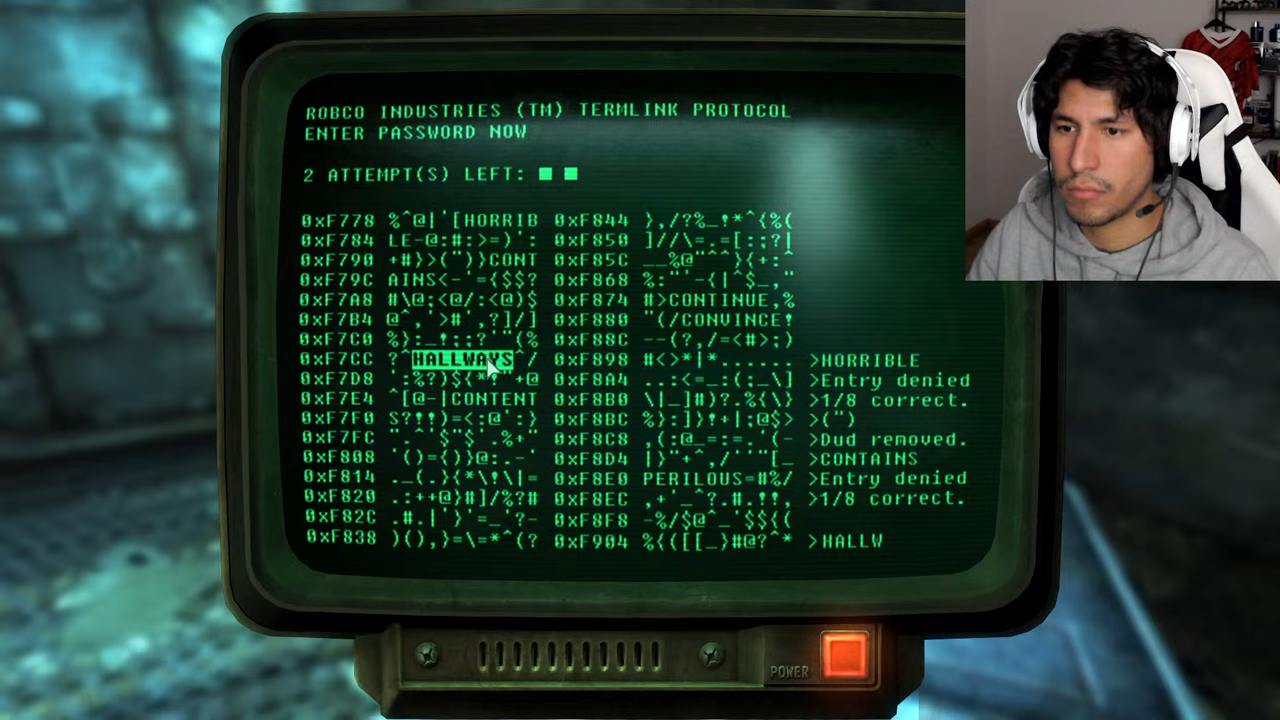 ROBCO INDUSTRIES (TM) TERMLINK PROTOCOL
ENTER PASSWORD NOW
2 ATTEMPT(S) LEFT: ■ ■
0xF778 %^@|'[HORRIB 0xF844 },/?%_!*^{%(
0xF784 LE-@:#:>=)': 0xF850 ]//\=.=[:;?|
0xF790 +#}>(")}CONT 0xF85C __%@"^^}{+:^
0xF79C AINS<-'={$$? 0xF868 %:"'-{|^$_,"
0xF7A8 #\@;<@/:<@)$ 0xF874 #>CONTINUE,%
0xF7B4 @^,'>#',?]/] 0xF880 "(/CONVINCE!
0xF7C0 %}:_!;:?'"(% 0xF88C --(?,/=<#>;)
0xF7CC ?^HALLWAYS^/ 0xF898 #<>*|*...... >HORRIBLE
0xF7D8 ':%?)${*!"+@ 0xF8A4 ..:<=_:(;_\] >Entry denied
0xF7E4 ^[@-|CONTENT 0xF8B0 \|_]#)?.%{\} >1/8 correct.
0xF7F0 S?!!)=<:@':} 0xF8BC %}:]}!+|;@$> >(")
0xF7FC ".''$"$'.%+" 0xF8C8 ,(:@_=:=.'(- >Dud removed.
0xF808 '()={)}@:.-' 0xF8D4 |}"+^,/''"[_ >CONTAINS
0xF814 ._(.}{*\!\|= 0xF8E0 PERILOUS=#%/ >Entry denied
0xF820 .:++@}#]/%?# 0xF8EC ,+'_^?.#.!!, >1/8 correct.
0xF82C .#.|'}'=_'?- 0xF8F8 -%/$@^_'$${(
0xF838 )(),}=\=*^(? 0xF904 %{([[_}#@?^* >HALLW
POWER